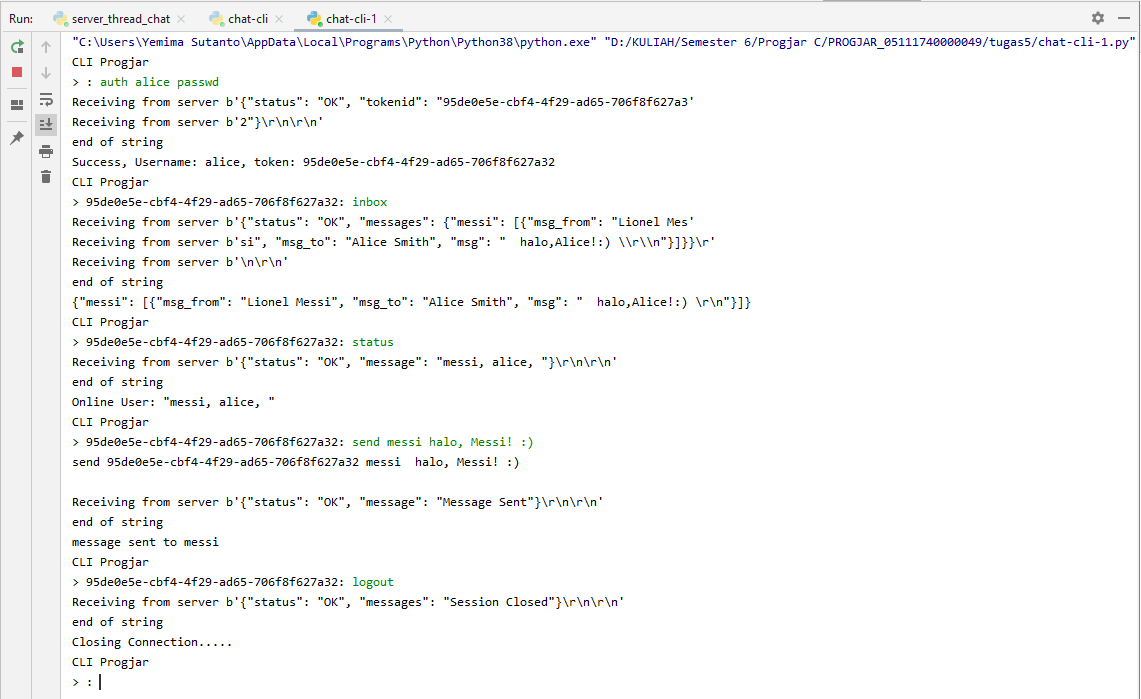 Run: server_thread_chat chat-cli chat-cli-1
"C:\Users\Yemima Sutanto\AppData\Local\Programs\Python\Python38\python.exe" "D:/KULIAH/Semester 6/Progjar C/PROGJAR_05111740000049/tugas5/chat-cli-1.py"
CLI Progjar
> : auth alice passwd
Receiving from server b'{"status": "OK", "tokenid": "95de0e5e-cbf4-4f29-ad65-706f8f627a3'
Receiving from server b'2"}\r\n\r\n'
end of string
Success, Username: alice, token: 95de0e5e-cbf4-4f29-ad65-706f8f627a32
CLI Progjar
> 95de0e5e-cbf4-4f29-ad65-706f8f627a32: inbox
Receiving from server b'{"status": "OK", "messages": {"messi": [{"msg_from": "Lionel Mes'
Receiving from server b'si", "msg_to": "Alice Smith", "msg": "  halo,Alice!:) \\r\\n"}]}}\r'
Receiving from server b'\n\r\n'
end of string
{"messi": [{"msg_from": "Lionel Messi", "msg_to": "Alice Smith", "msg": "  halo,Alice!:) \r\n"}]}
CLI Progjar
> 95de0e5e-cbf4-4f29-ad65-706f8f627a32: status
Receiving from server b'{"status": "OK", "message": "messi, alice, "}\r\n\r\n'
end of string
Online User: "messi, alice, "
CLI Progjar
> 95de0e5e-cbf4-4f29-ad65-706f8f627a32: send messi halo, Messi! :)
send 95de0e5e-cbf4-4f29-ad65-706f8f627a32 messi  halo, Messi! :)
Receiving from server b'{"status": "OK", "message": "Message Sent"}\r\n\r\n'
end of string
message sent to messi
CLI Progjar
> 95de0e5e-cbf4-4f29-ad65-706f8f627a32: logout
Receiving from server b'{"status": "OK", "messages": "Session Closed"}\r\n\r\n'
end of string
Closing Connection.....
CLI Progjar
> :